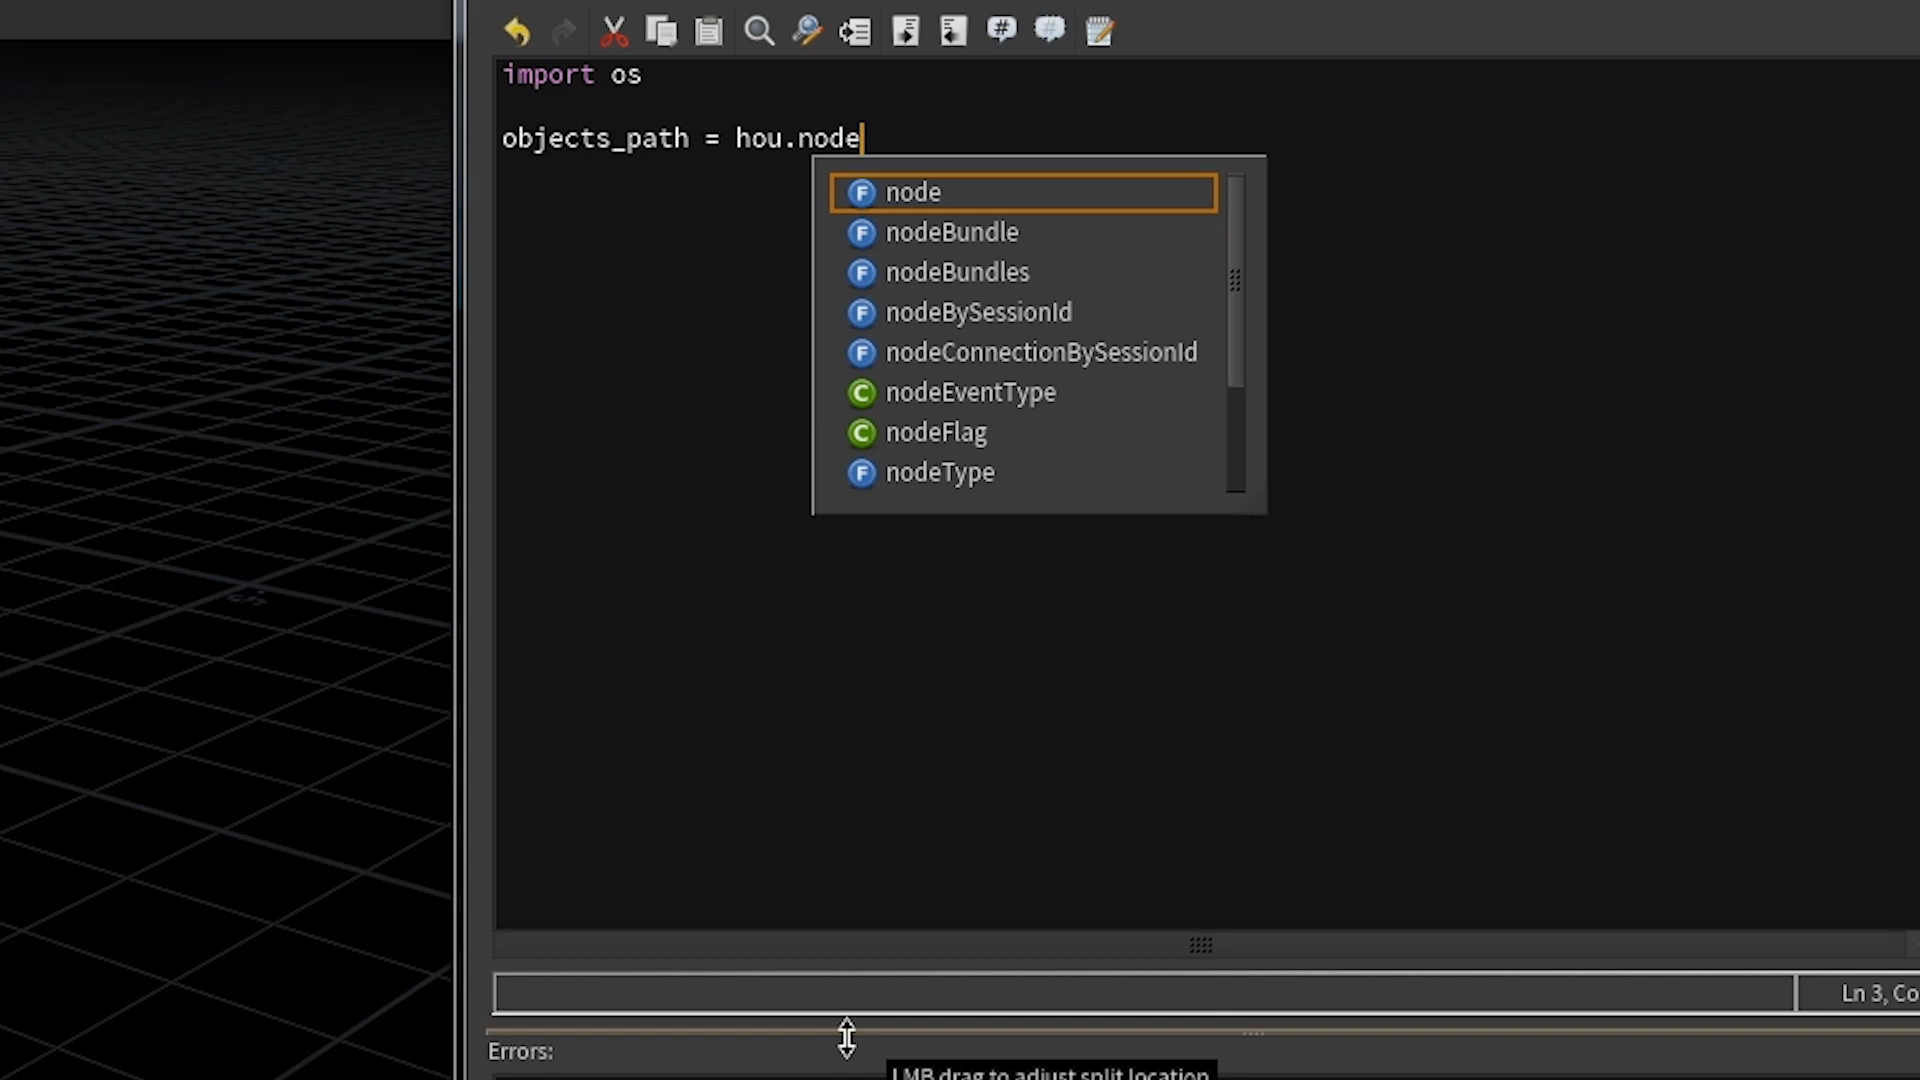 import os
objects_path = hou.node
F node
F nodeBundle
F nodeBundles
F nodeBySessionId
F nodeConnectionBySessionId
C nodeEventType
C nodeFlag
F nodeType
Ln 3, Co
Errors:
LMB drag to adjust split location